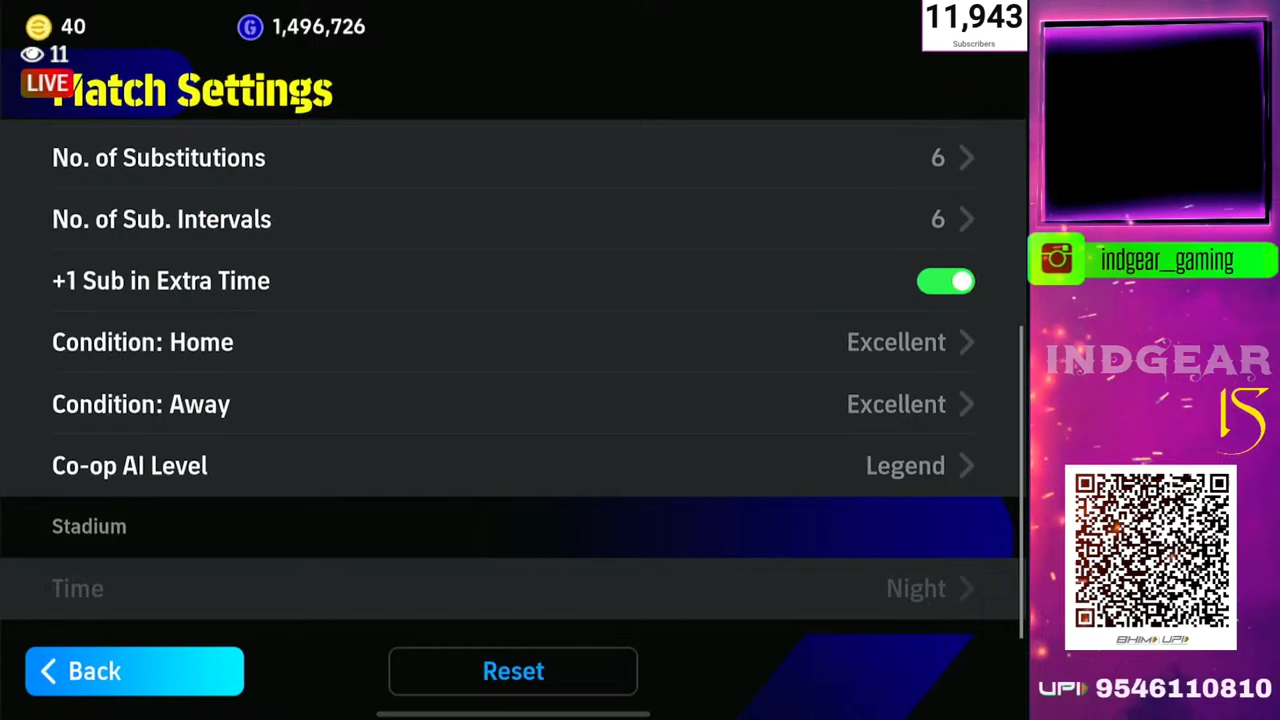 40
1,496,726
11,943
Subscribers
11
LIVE
Match Settings
No. of Substitutions 6
No. of Sub. Intervals 6
+1 Sub in Extra Time
Condition: Home Excellent
Condition: Away Excellent
Co-op AI Level Legend
Stadium
Time Night
Back
Reset
indgear_gaming
INDGEAR
IS
BHIM UPI
UPI 9546110810